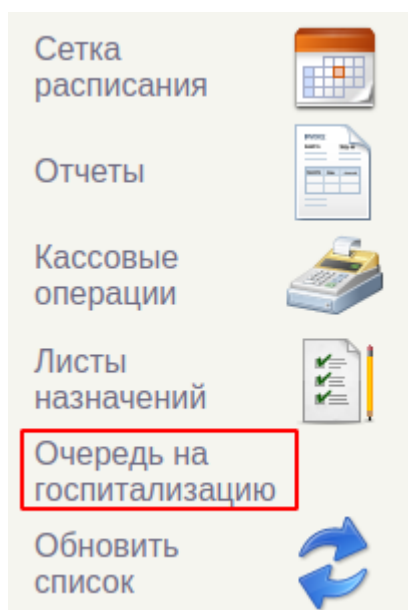 Сетка
расписания
Отчеты
Кассовые
операции
Листы
назначений
Очередь на
госпитализацию
Обновить
список